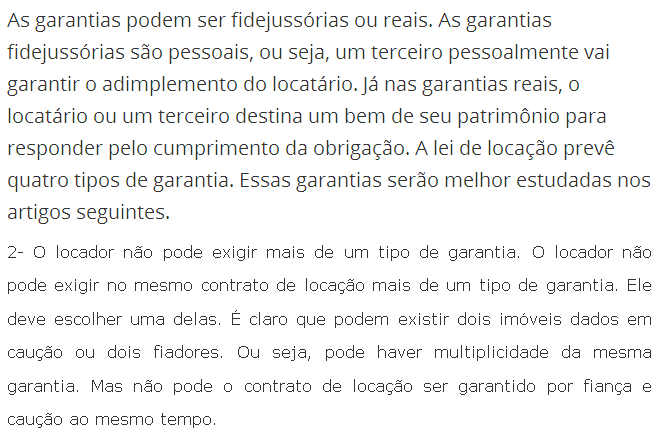 As garantias podem ser fidejussórias ou reais. As garantias
fidejussórias são pessoais, ou seja, um terceiro pessoalmente vai
garantir o adimplemento do locatário. Já nas garantias reais, o
locatário ou um terceiro destina um bem de seu patrimônio para
responder pelo cumprimento da obrigação. A lei de locação prevê
quatro tipos de garantia. Essas garantias serão melhor estudadas nos
artigos seguintes.
2- O locador não pode exigir mais de um tipo de garantia. O locador não
pode exigir no mesmo contrato de locação mais de um tipo de garantia. Ele
deve escolher uma delas. É claro que podem existir dois imóveis dados em
caução ou dois fiadores. Ou seja, pode haver multiplicidade da mesma
garantia. Mas não pode o contrato de locação ser garantido por fiança e
caução ao mesmo tempo.